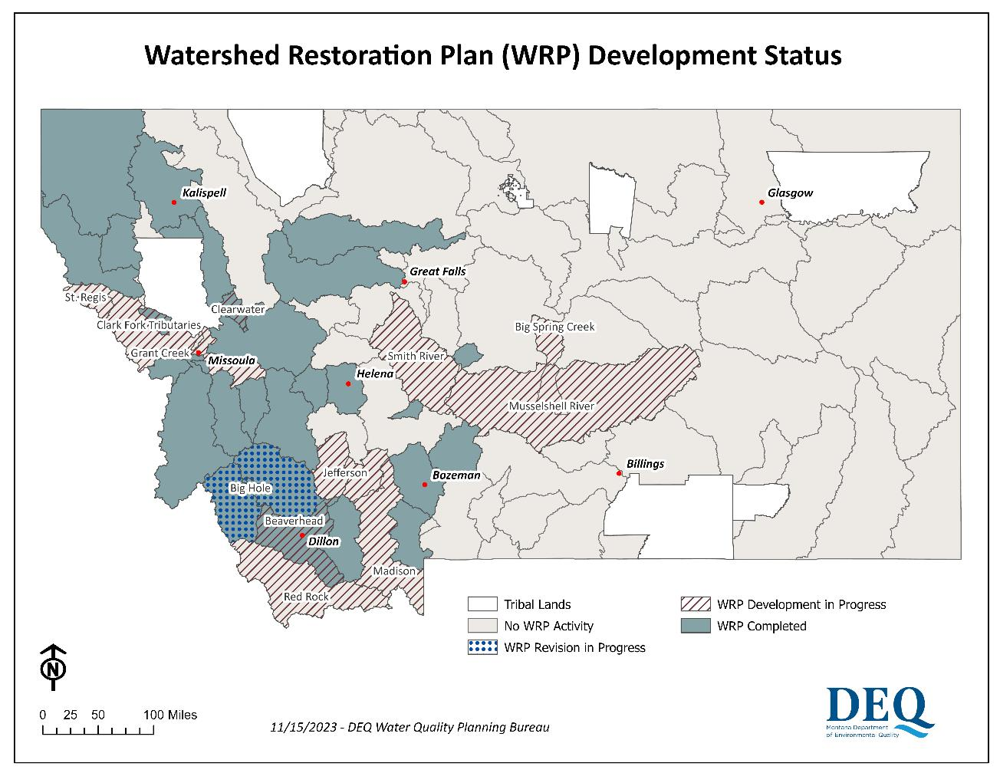 Watershed Restoration Plan (WRP) Development Status
Kalispell
Glasgow
Great Falls
St. Regis
Clearwater
Clark Fork Tributaries
Big Spring Creek
Grant Creek
Missoula
Smith River
Helena
Musselshell River
Billings
Jefferson
Bozeman
Big Hole
Beaverhead
Dillon
Madison
Red Rock
Tribal Lands
No WRP Activity
WRP Revision in Progress
WRP Development in Progress
WRP Completed
N
0 25 50 100 Miles
11/15/2023 - DEQ Water Quality Planning Bureau
DEQ
Montana Department
of Environmental Quality